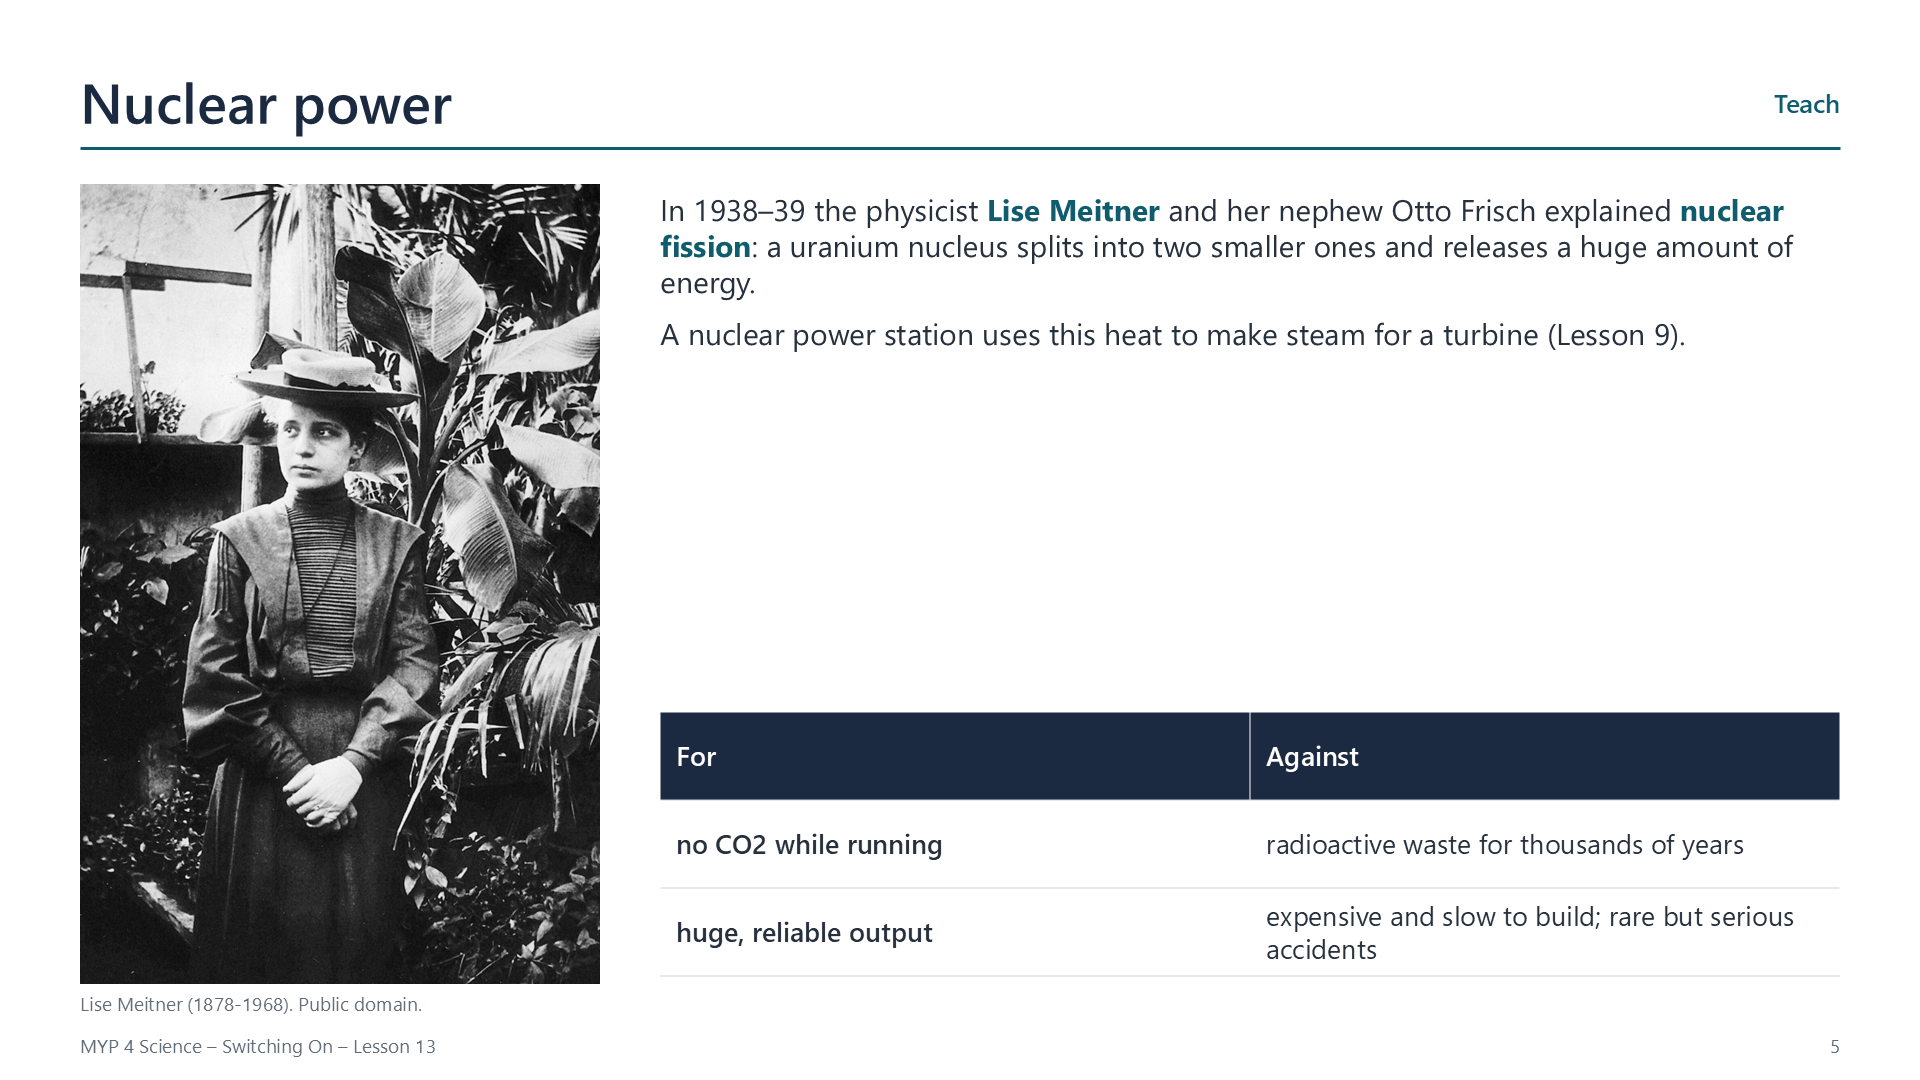 Nuclear power
Teach
In 1938–39 the physicist Lise Meitner and her nephew Otto Frisch explained nuclear
fission: a uranium nucleus splits into two smaller ones and releases a huge amount of
energy.
A nuclear power station uses this heat to make steam for a turbine (Lesson 9).
For
Against
no CO2 while running
radioactive waste for thousands of years
huge, reliable output
expensive and slow to build; rare but serious
accidents
Lise Meitner (1878-1968). Public domain.
MYP 4 Science – Switching On – Lesson 13
5